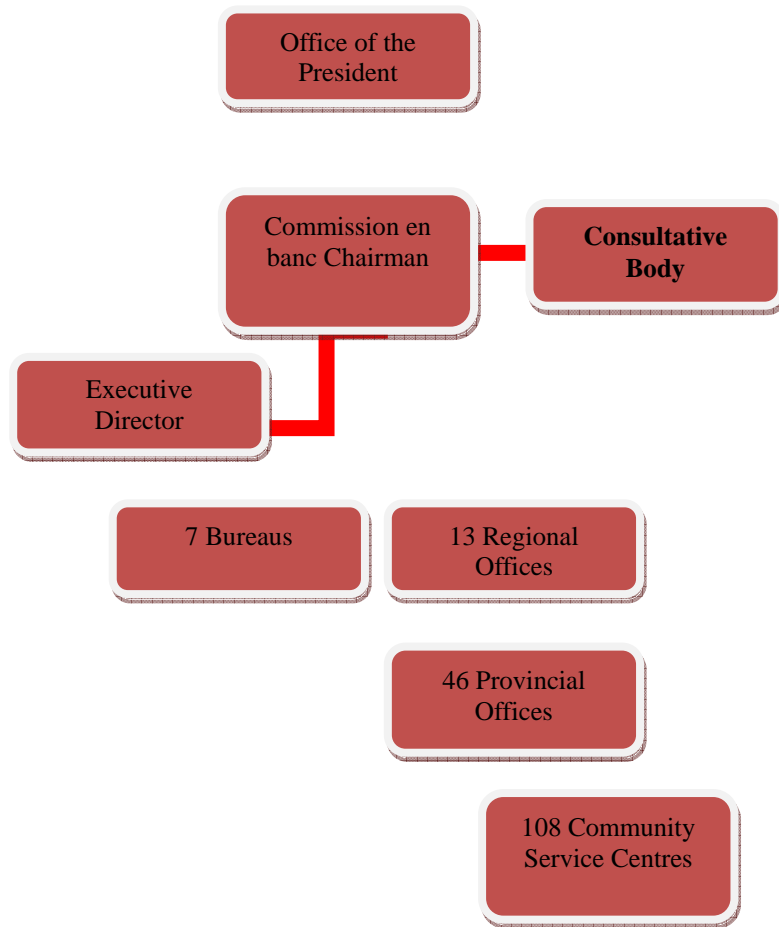 Office of the
President
Commission en
banc Chairman
Consultative
Body
Executive
Director
7 Bureaus
13 Regional
Offices
46 Provincial
Offices
108 Community
Service Centres